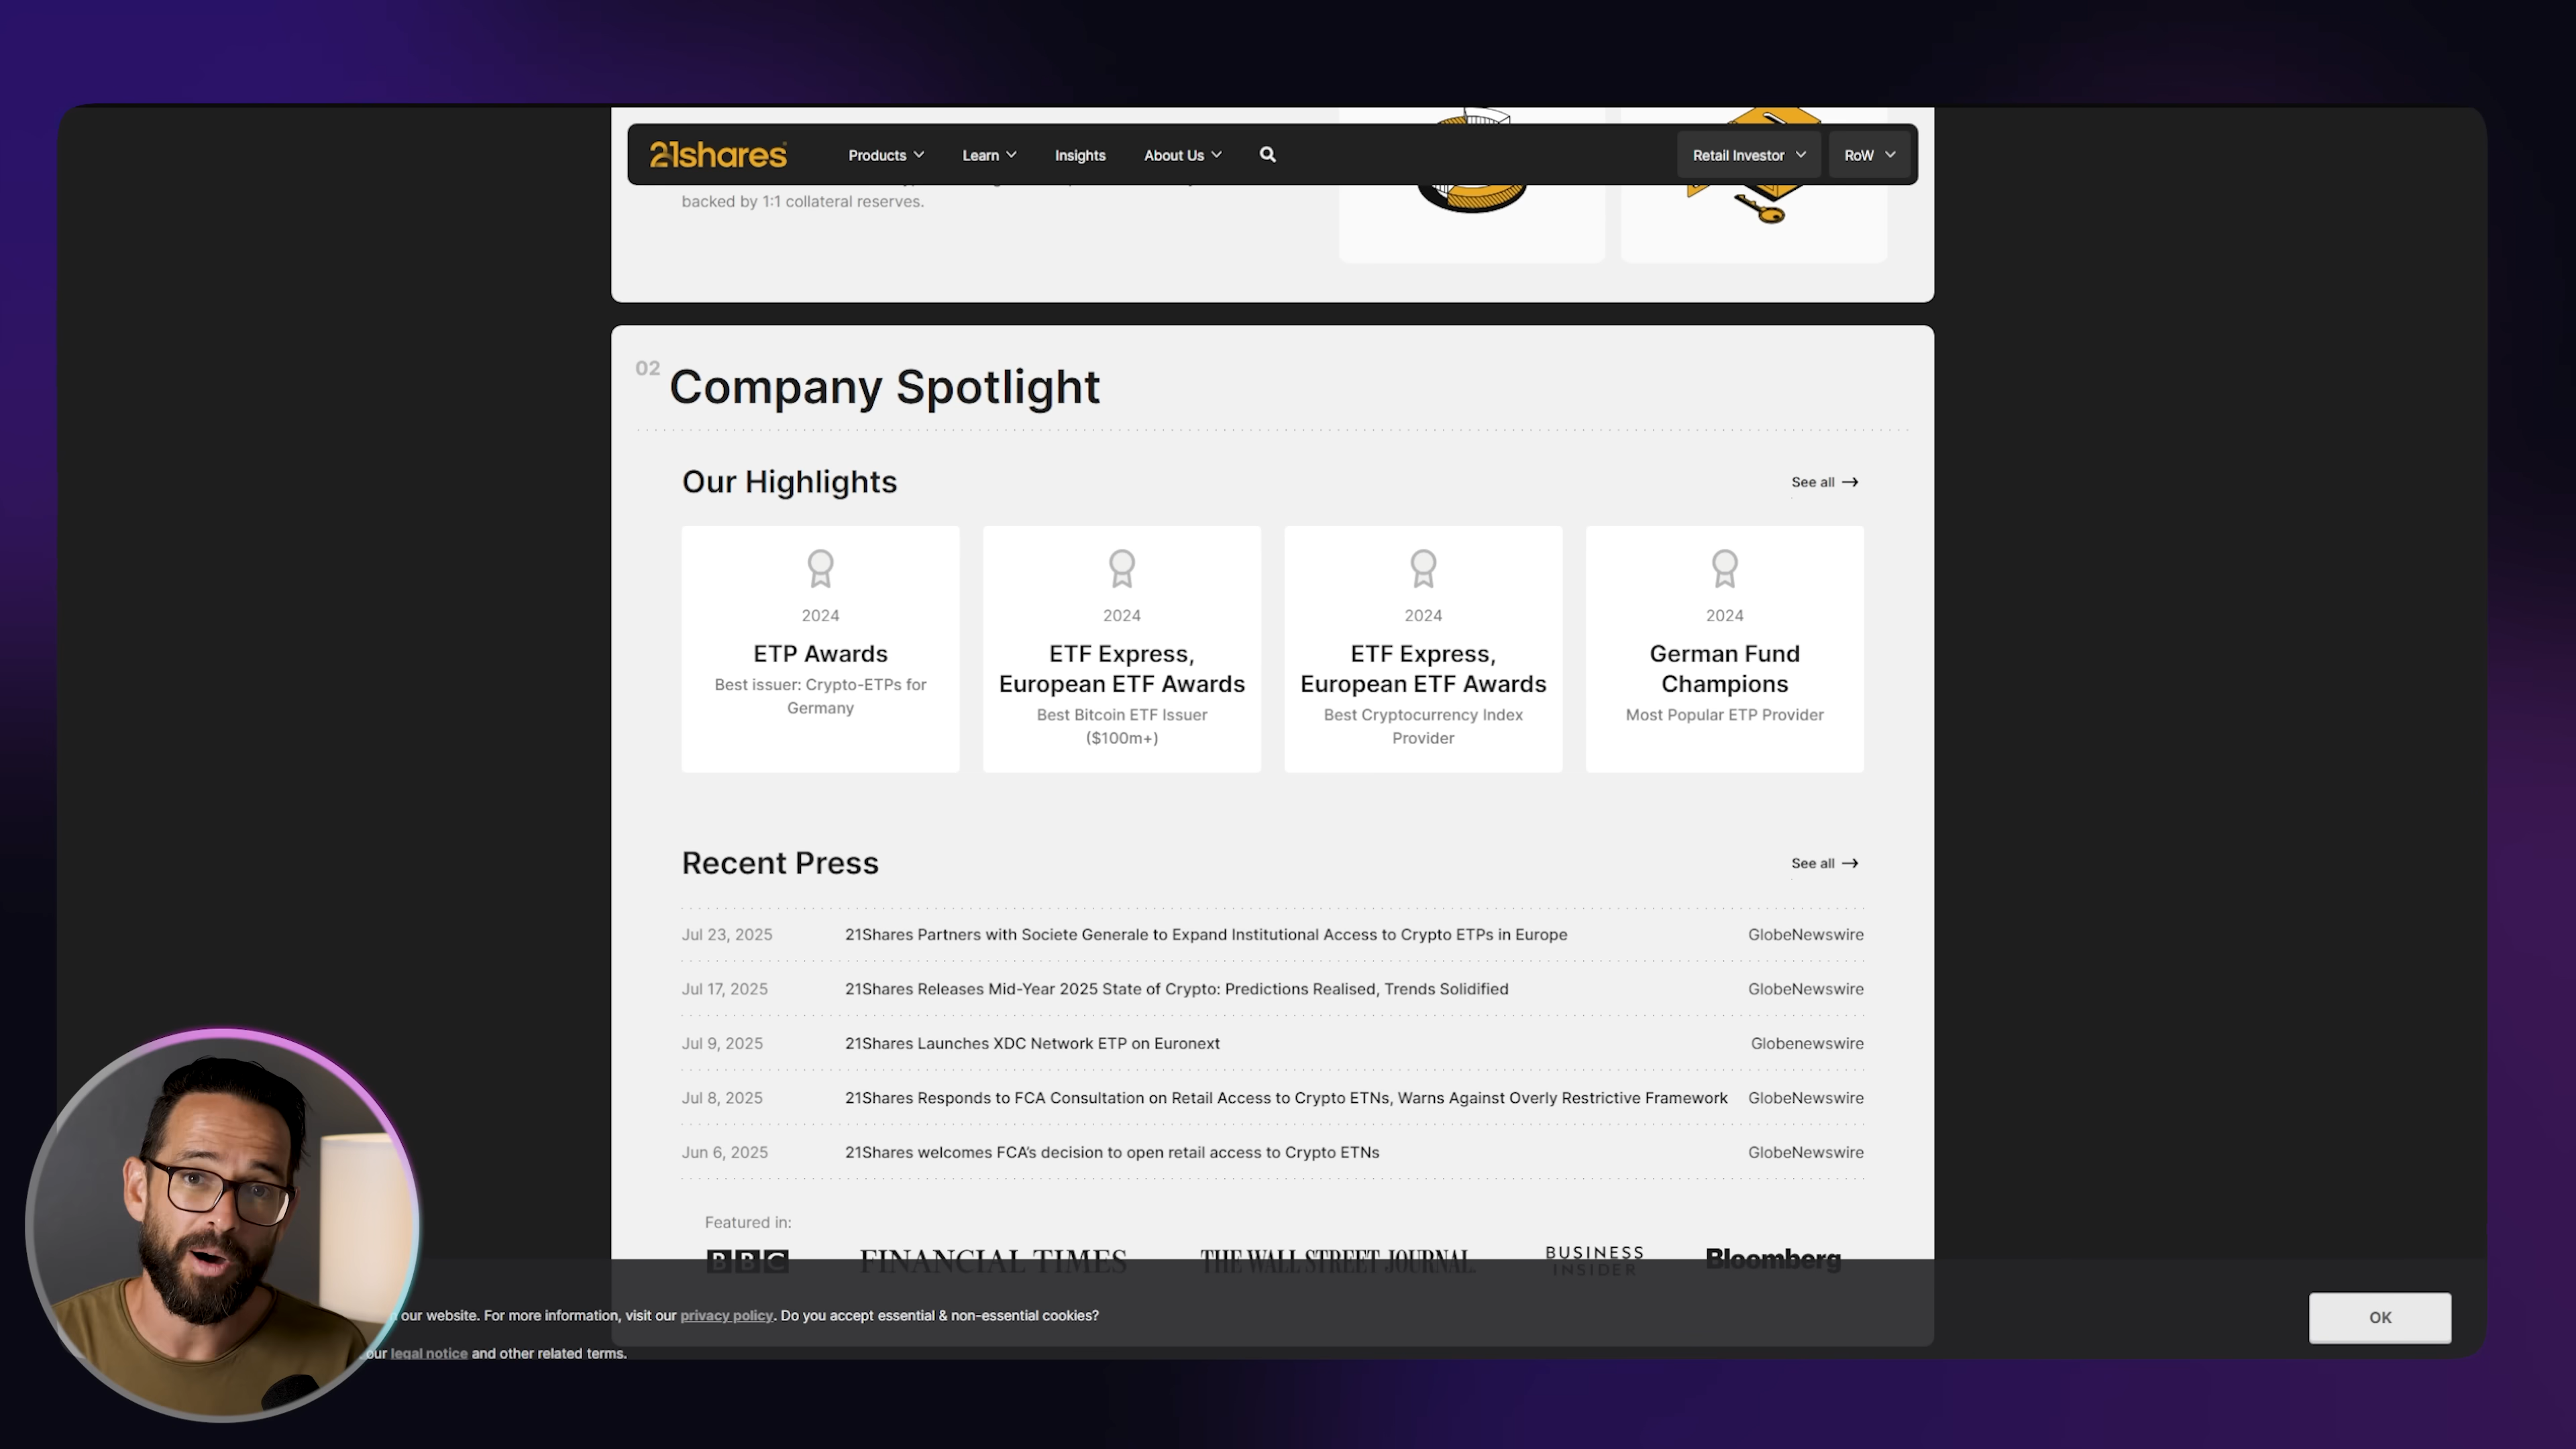 21shares
Products
Learn
Insights
About Us
Retail Investor
RoW
backed by 1:1 collateral reserves.
02
Company Spotlight
Our Highlights
See all →
2024
ETP Awards
Best issuer: Crypto-ETPs for
Germany
2024
ETF Express,
European ETF Awards
Best Bitcoin ETF Issuer
($100m+)
2024
ETF Express,
European ETF Awards
Best Cryptocurrency Index
Provider
2024
German Fund
Champions
Most Popular ETP Provider
Recent Press
See all →
Jul 23, 2025 21Shares Partners with Societe Generale to Expand Institutional Access to Crypto ETPs in Europe GlobeNewswire
Jul 17, 2025 21Shares Releases Mid-Year 2025 State of Crypto: Predictions Realised, Trends Solidified GlobeNewswire
Jul 9, 2025 21Shares Launches XDC Network ETP on Euronext Globenewswire
Jul 8, 2025 21Shares Responds to FCA Consultation on Retail Access to Crypto ETNs, Warns Against Overly Restrictive Framework GlobeNewswire
Jun 6, 2025 21Shares welcomes FCA's decision to open retail access to Crypto ETNs GlobeNewswire
Featured in:
BBC
FINANCIAL TIMES
THE WALL STREET JOURNAL.
BUSINESS
INSIDER
Bloomberg
our website. For more information, visit our privacy policy. Do you accept essential & non-essential cookies?
our legal notice and other related terms.
OK